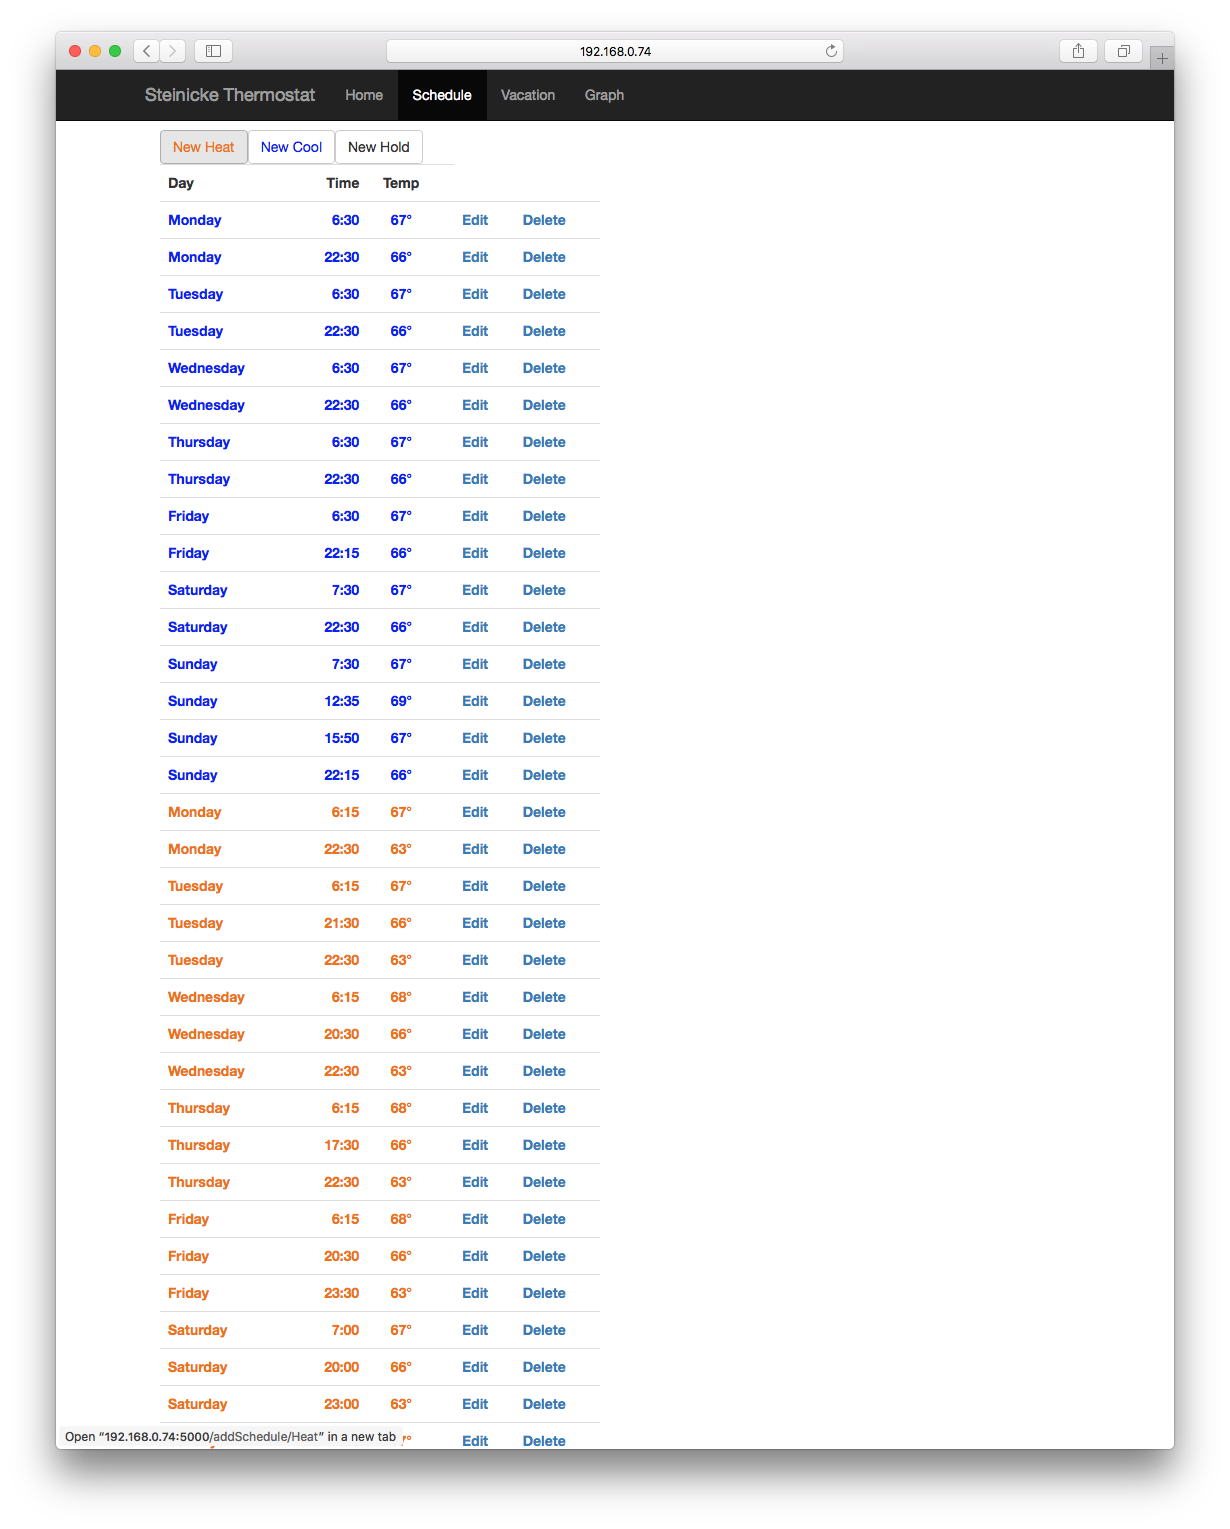 192.168.0.74
Steinicke Thermostat Home Schedule Vacation Graph
New Heat New Cool New Hold
Day Time Temp
Monday 6:30 67° Edit Delete
Monday 22:30 66° Edit Delete
Tuesday 6:30 67° Edit Delete
Tuesday 22:30 66° Edit Delete
Wednesday 6:30 67° Edit Delete
Wednesday 22:30 66° Edit Delete
Thursday 6:30 67° Edit Delete
Thursday 22:30 66° Edit Delete
Friday 6:30 67° Edit Delete
Friday 22:15 66° Edit Delete
Saturday 7:30 67° Edit Delete
Saturday 22:30 66° Edit Delete
Sunday 7:30 67° Edit Delete
Sunday 12:35 69° Edit Delete
Sunday 15:50 67° Edit Delete
Sunday 22:15 66° Edit Delete
Monday 6:15 67° Edit Delete
Monday 22:30 63° Edit Delete
Tuesday 6:15 67° Edit Delete
Tuesday 21:30 66° Edit Delete
Tuesday 22:30 63° Edit Delete
Wednesday 6:15 68° Edit Delete
Wednesday 20:30 66° Edit Delete
Wednesday 22:30 63° Edit Delete
Thursday 6:15 68° Edit Delete
Thursday 17:30 66° Edit Delete
Thursday 22:30 63° Edit Delete
Friday 6:15 68° Edit Delete
Friday 20:30 66° Edit Delete
Friday 23:30 63° Edit Delete
Saturday 7:00 67° Edit Delete
Saturday 20:00 66° Edit Delete
Saturday 23:00 63° Edit Delete
Open “192.168.0.74:5000/addSchedule/Heat” in a new tab Edit Delete